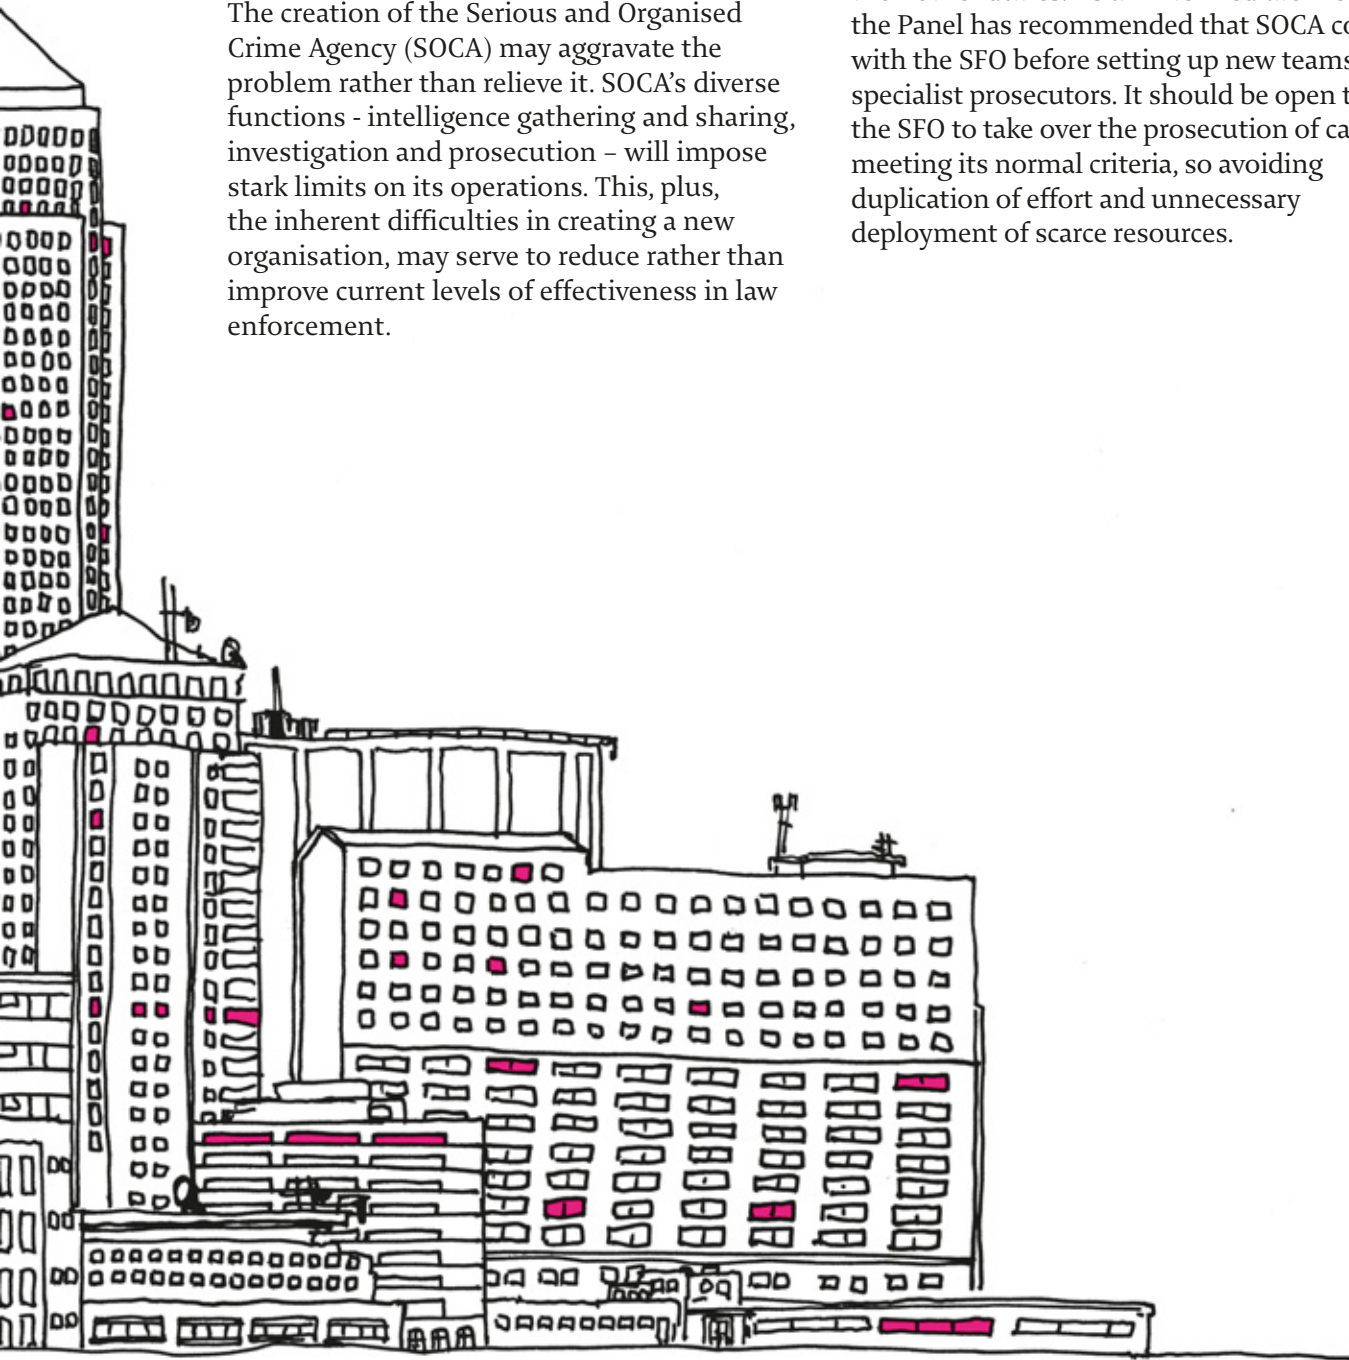 The creation of the Serious and Organised
Crime Agency (SOCA) may aggravate the
problem rather than relieve it. SOCA’s diverse
functions - intelligence gathering and sharing,
investigation and prosecution – will impose
stark limits on its operations. This, plus,
the inherent difficulties in creating a new
organisation, may serve to reduce rather than
improve current levels of effectiveness in law
enforcement.
the Panel has recommended that SOCA
with the SFO before setting up new teams
specialist prosecutors. It should be open
the SFO to take over the prosecution of
meeting its normal criteria, so avoiding
duplication of effort and unnecessary
deployment of scarce resources.